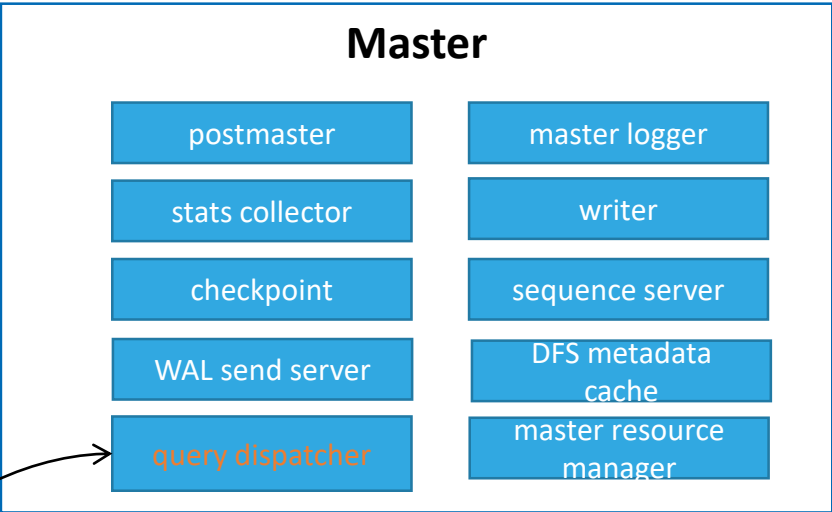 Master
postmaster
master logger
stats collector
writer
checkpoint
sequence server
WAL send server
DFS metadata
cache
query dispatcher
master resource
manager